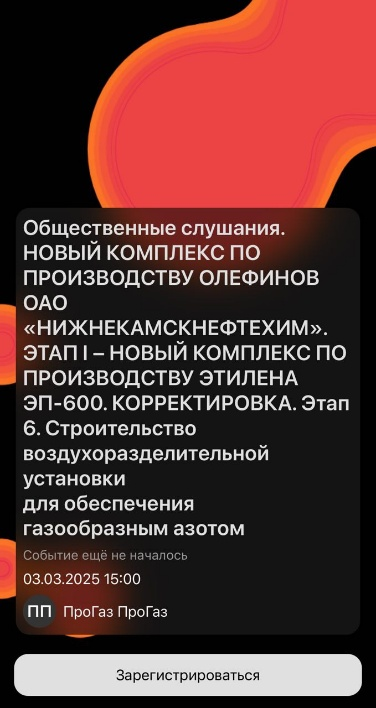 Общественные слушания.
НОВЫЙ КОМПЛЕКС ПО
ПРОИЗВОДСТВУ ОЛЕФИНОВ
ОАО
«НИЖНЕКАМСКНЕФТЕХИМ».
ЭТАП I – НОВЫЙ КОМПЛЕКС ПО
ПРОИЗВОДСТВУ ЭТИЛЕНА
ЭП-600. КОРРЕКТИРОВКА. Этап
6. Строительство
воздухоразделительной
установки
для обеспечения
газообразным азотом
Событие ещё не началось
03.03.2025 15:00
ПП ПроГаз ПроГаз
Зарегистрироваться